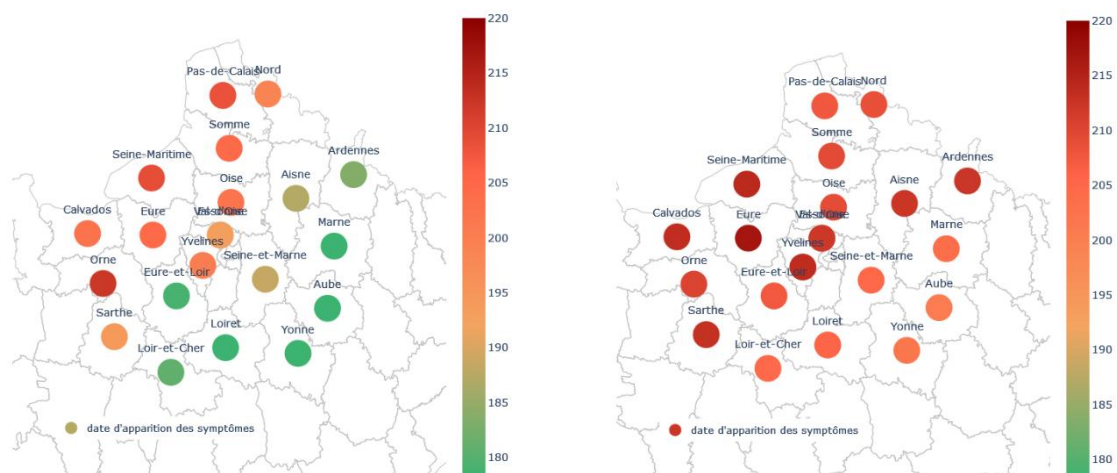 220
215
210
205
200
195
190
185
180
Pas-de-Calais
Nord
Somme
Seine-Maritime
Oise
Aisne
Ardennes
Calvados
Eure
Marne
Yvelines
Seine-et-Marne
Orne
Eure-et-Loir
Aube
Sarthe
Loiret
Yonne
Loir-et-Cher
date d'apparition des symptômes
220
215
210
205
200
195
190
185
180
Pas-de-Calais
Nord
Somme
Seine-Maritime
Oise
Aisne
Ardennes
Calvados
Eure
Marne
Yvelines
Seine-et-Marne
Orne
Eure-et-Loir
Aube
Sarthe
Loiret
Yonne
Loir-et-Cher
date d'apparition des symptômes